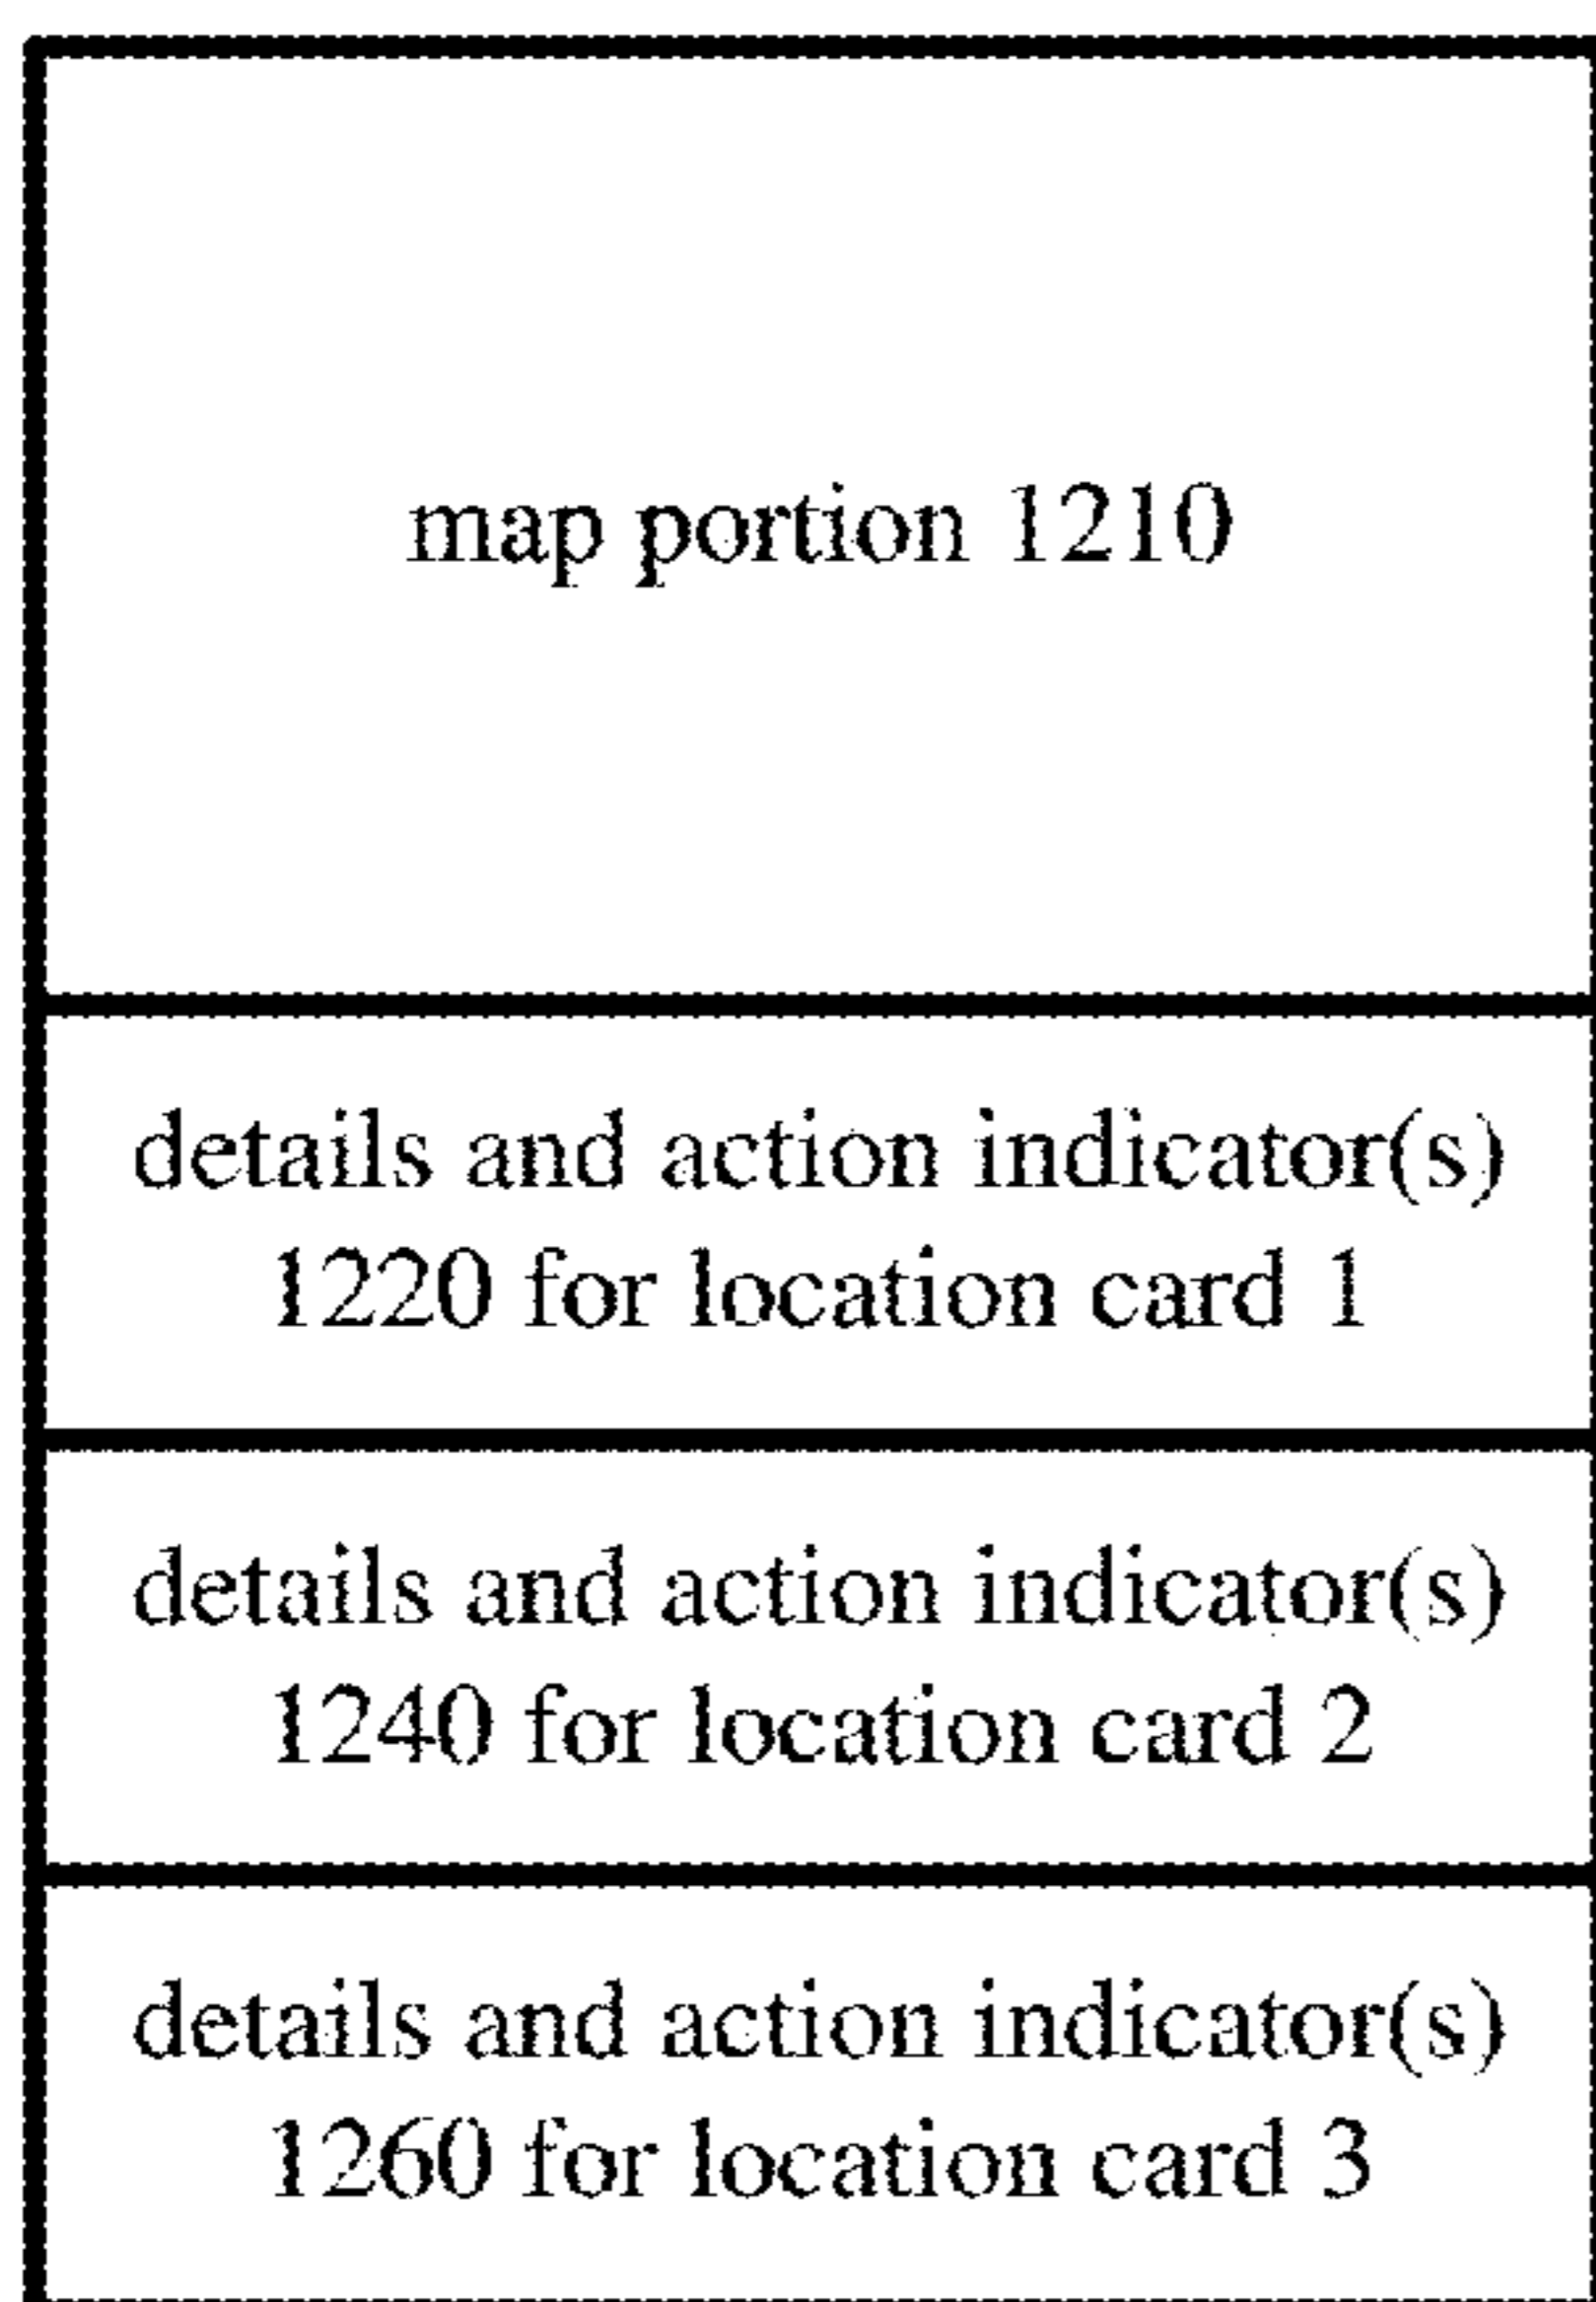 map portion 1210
details and action indicator(s)
1220 for location card 1
details and action indicator(s)
1240 for location card 2
details and action indicator(s)
1260 for location card 3